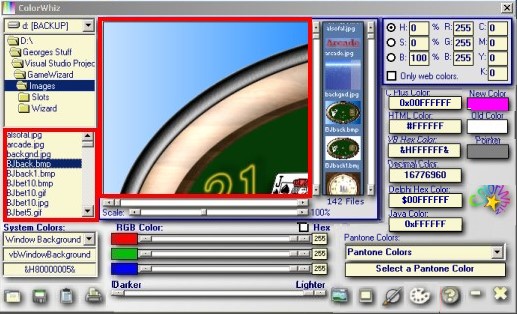 ColorWhiz
d: [BACKUP]
D:\
Georges Stuff
Visual Studio Projec
GameWizard
Images
Slots
Wizard
alsofal.jpg
arcade.jpg
backgnd.jpg
BJback.bmp
BJback1.bmp
BJbet10.bmp
BJbet10.gif
BJbet10.jpg
BJbet5.gif
21
J
alsofal.jpg
Arcade
arcade.jpg
backgnd.jpg
BJback.bmp
BJback1.bmp
142 Files
Scale:
100%
H: 0 % R: 255 C: 0
S: 0 % G: 255 M: 0
B: 100 % B: 255 Y: 0
Only web colors. K: 0
C Plus Color
0x00FFFFFF
New Color
HTML Color
#FFFFFF
Old Color
VB Hex Color
&HFFFFFF&
Pointer
Decimal Color
16776960
Delphi Hex Color
$00FFFFFF
Java Color
0xFFFFFF
System Colors:
Window Background
vbWindowBackground
&H80000005&
RGB Color:
Hex
255
255
255
Darker
Lighter
Pantone Colors:
Pantone Colors
Select a Pantone Color